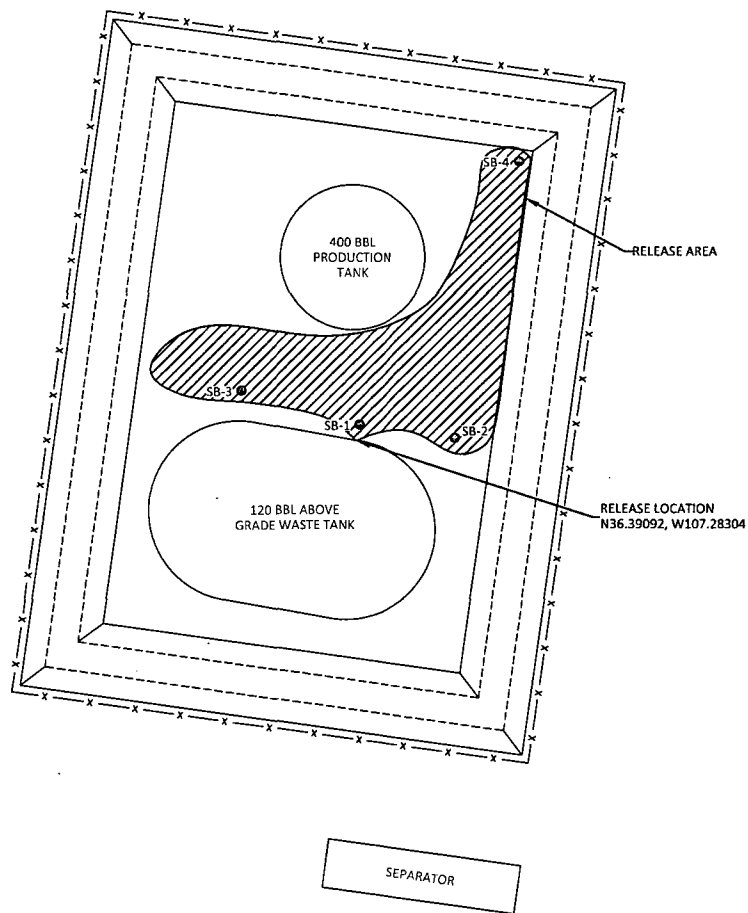 SB-4
400 BBL
PRODUCTION
TANK
RELEASE AREA
SB-3
SB-1
SB-2
120 BBL ABOVE
GRADE WASTE TANK
RELEASE LOCATION
N36.39092, W107.28304
SEPARATOR